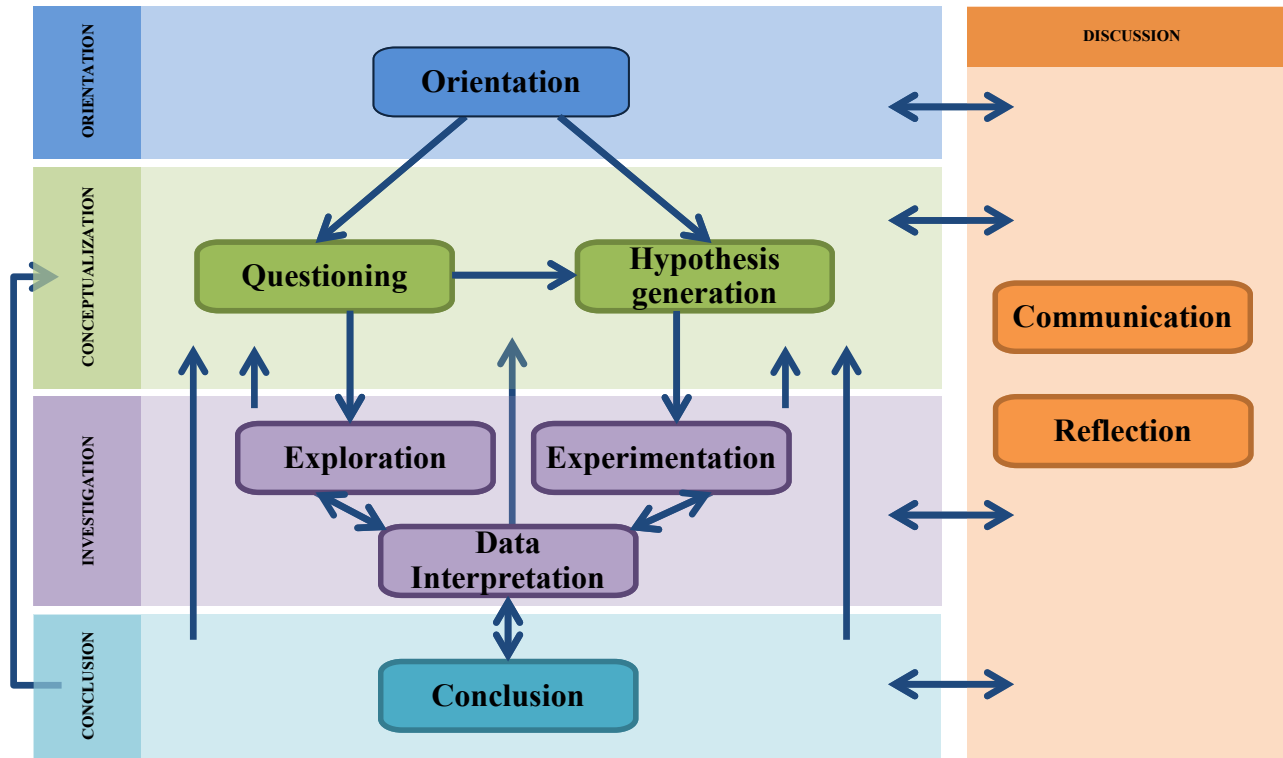 ORIENTATION
Orientation
CONCEPTUALIZATION
Questioning
Hypothesis
generation
INVESTIGATION
Exploration
Experimentation
Data
Interpretation
CONCLUSION
Conclusion
DISCUSSION
Communication
Reflection